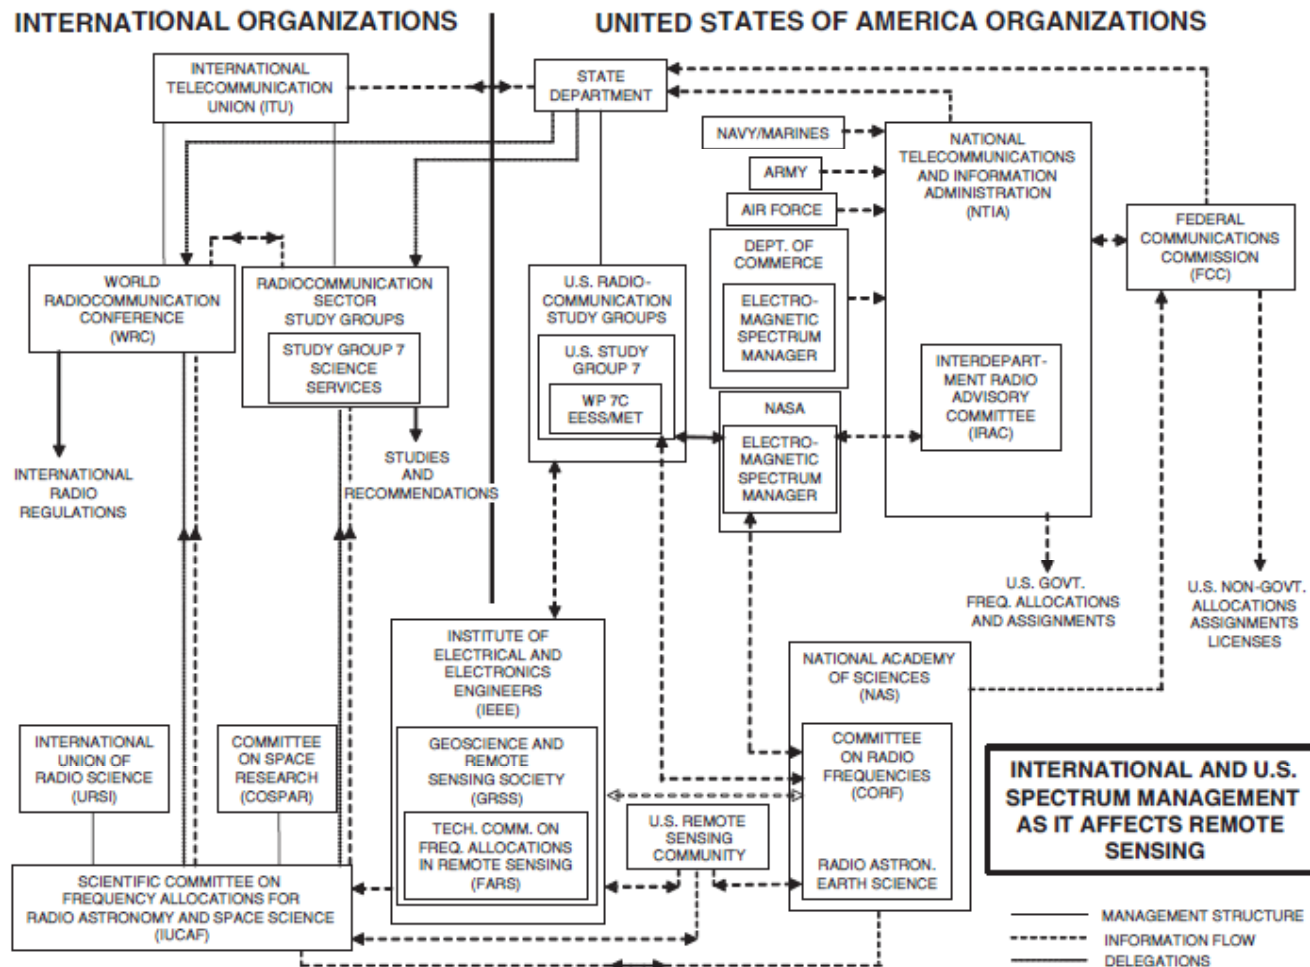 INTERNATIONAL ORGANIZATIONS
UNITED STATES OF AMERICA ORGANIZATIONS
INTERNATIONAL
TELECOMMUNICATION
UNION (ITU)
STATE
DEPARTMENT
NAVY/MARINES
ARMY
AIR FORCE
NATIONAL
TELECOMMUNICATIONS
AND INFORMATION
ADMINISTRATION
(NTIA)
FEDERAL
COMMUNICATIONS
COMMISSION
(FCC)
DEPT. OF
COMMERCE
ELECTRO-
MAGNETIC
SPECTRUM
MANAGER
WORLD
RADIOCOMMUNICATION
CONFERENCE
(WRC)
RADIOCOMMUNICATION
SECTOR
STUDY GROUPS
STUDY GROUP 7
SCIENCE
SERVICES
U.S. RADIO-
COMMUNICATION
STUDY GROUPS
U.S. STUDY
GROUP 7
WP 7C
EESS/MET
INTERDEPART-
MENT RADIO
ADVISORY
COMMITTEE
(IRAC)
NASA
ELECTRO-
MAGNETIC
SPECTRUM
MANAGER
INTERNATIONAL
RADIO
REGULATIONS
STUDIES
AND
RECOMMENDATIONS
U.S. GOVT.
FREQ. ALLOCATIONS
AND ASSIGNMENTS
U.S. NON-GOVT.
ALLOCATIONS
ASSIGNMENTS
LICENSES
INSTITUTE OF
ELECTRICAL AND
ELECTRONICS
ENGINEERS
(IEEE)
GEOSCIENCE AND
REMOTE
SENSING SOCIETY
(GRSS)
TECH. COMM. ON
FREQ. ALLOCATIONS
IN REMOTE SENSING
(FARS)
NATIONAL ACADEMY
OF SCIENCES
(NAS)
COMMITTEE
ON RADIO
FREQUENCIES
(CORF)
RADIO ASTRON.
EARTH SCIENCE
U.S. REMOTE
SENSING
COMMUNITY
INTERNATIONAL
UNION OF
RADIO SCIENCE
(URSI)
COMMITTEE
ON SPACE
RESEARCH
(COSPAR)
SCIENTIFIC COMMITTEE ON
FREQUENCY ALLOCATIONS FOR
RADIO ASTRONOMY AND SPACE SCIENCE
(IUCAF)
INTERNATIONAL AND U.S.
SPECTRUM MANAGEMENT
AS IT AFFECTS REMOTE
SENSING
MANAGEMENT STRUCTURE
INFORMATION FLOW
DELEGATIONS